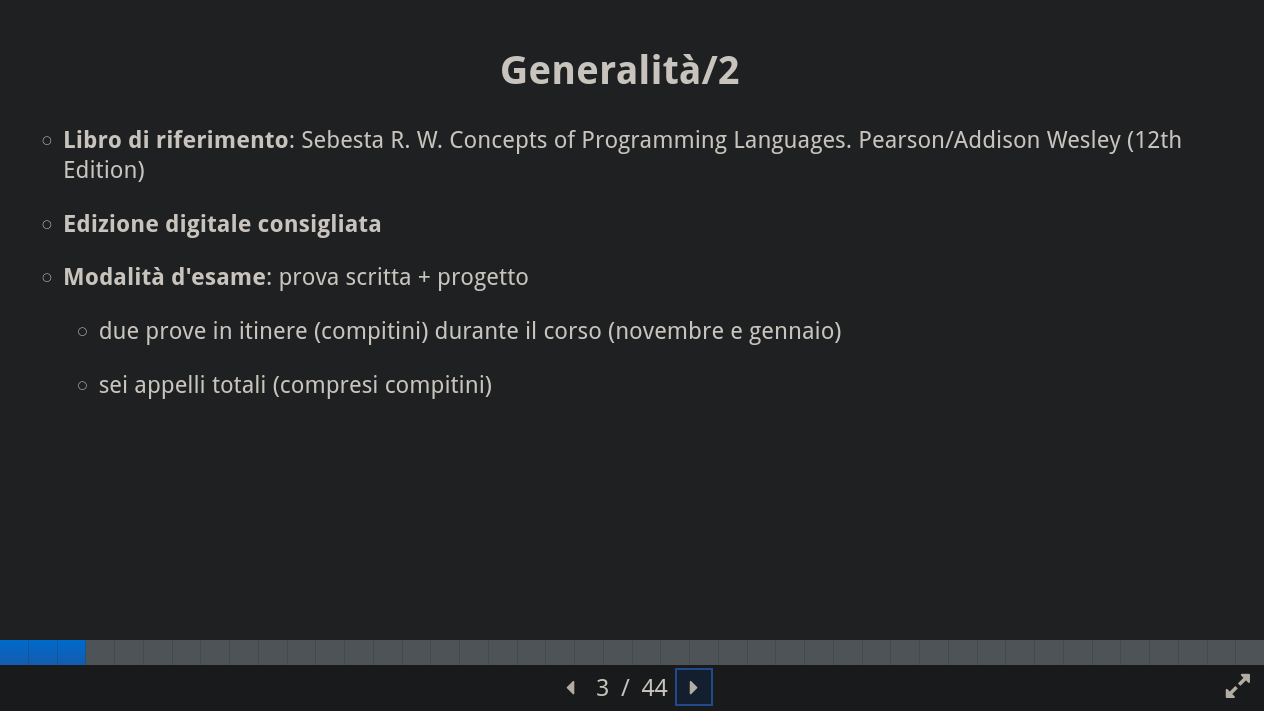 Generalità/2
Libro di riferimento: Sebesta R. W. Concepts of Programming Languages. Pearson/Addison Wesley (12th
Edition)
Edizione digitale consigliata
Modalità d'esame: prova scritta + progetto
due prove in itinere (compitini) durante il corso (novembre e gennaio)
sei appelli totali (compresi compitini)
3 / 44